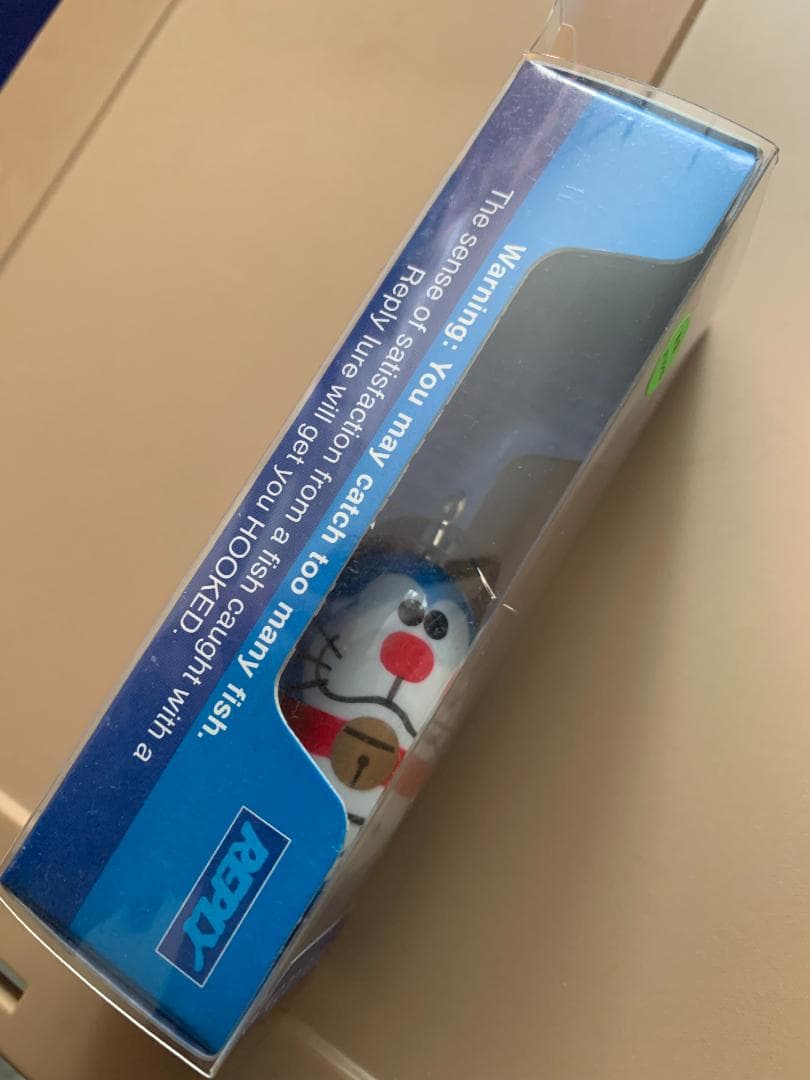 Warning: You may catch too many fish.
The sense of satisfaction from a fish caught with a
Reply lure will get you HOOKED.
REPLY